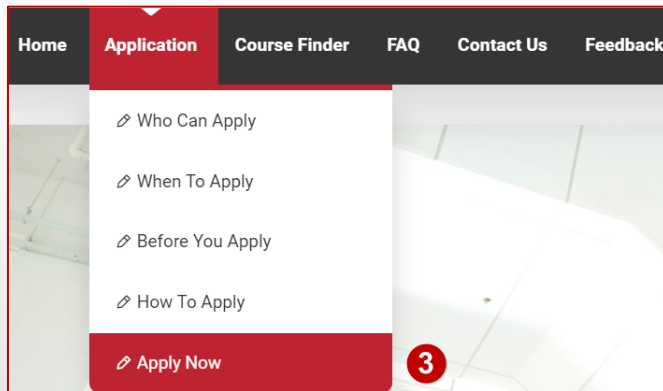 Home Application Course Finder FAQ Contact Us Feedback
Who Can Apply
When To Apply
Before You Apply
How To Apply
Apply Now
3